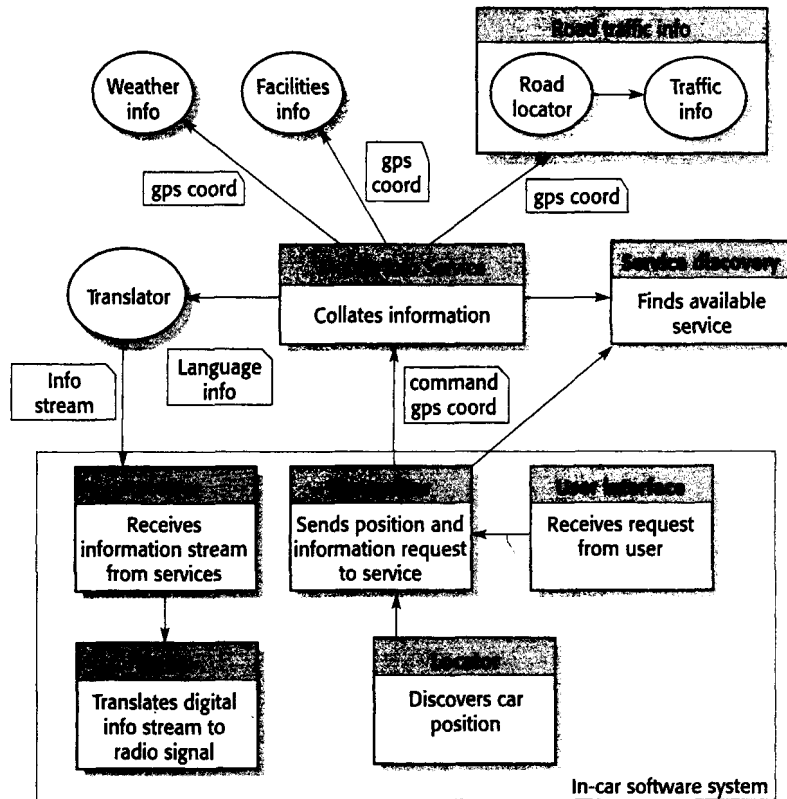 Road traffic info
Weather
info
Facilities
info
Road
locator
Traffic
info
gps coord
gps
coord
gps coord
Service
Service discovery
Translator
Collates information
Finds available
service
Info
stream
Language
info
command
gps coord
User interface
Receives
information stream
from services
Sends position and
information request
to service
Receives request
from user
Locator
Translates digital
info stream to
radio signal
Discovers car
position
In-car software system